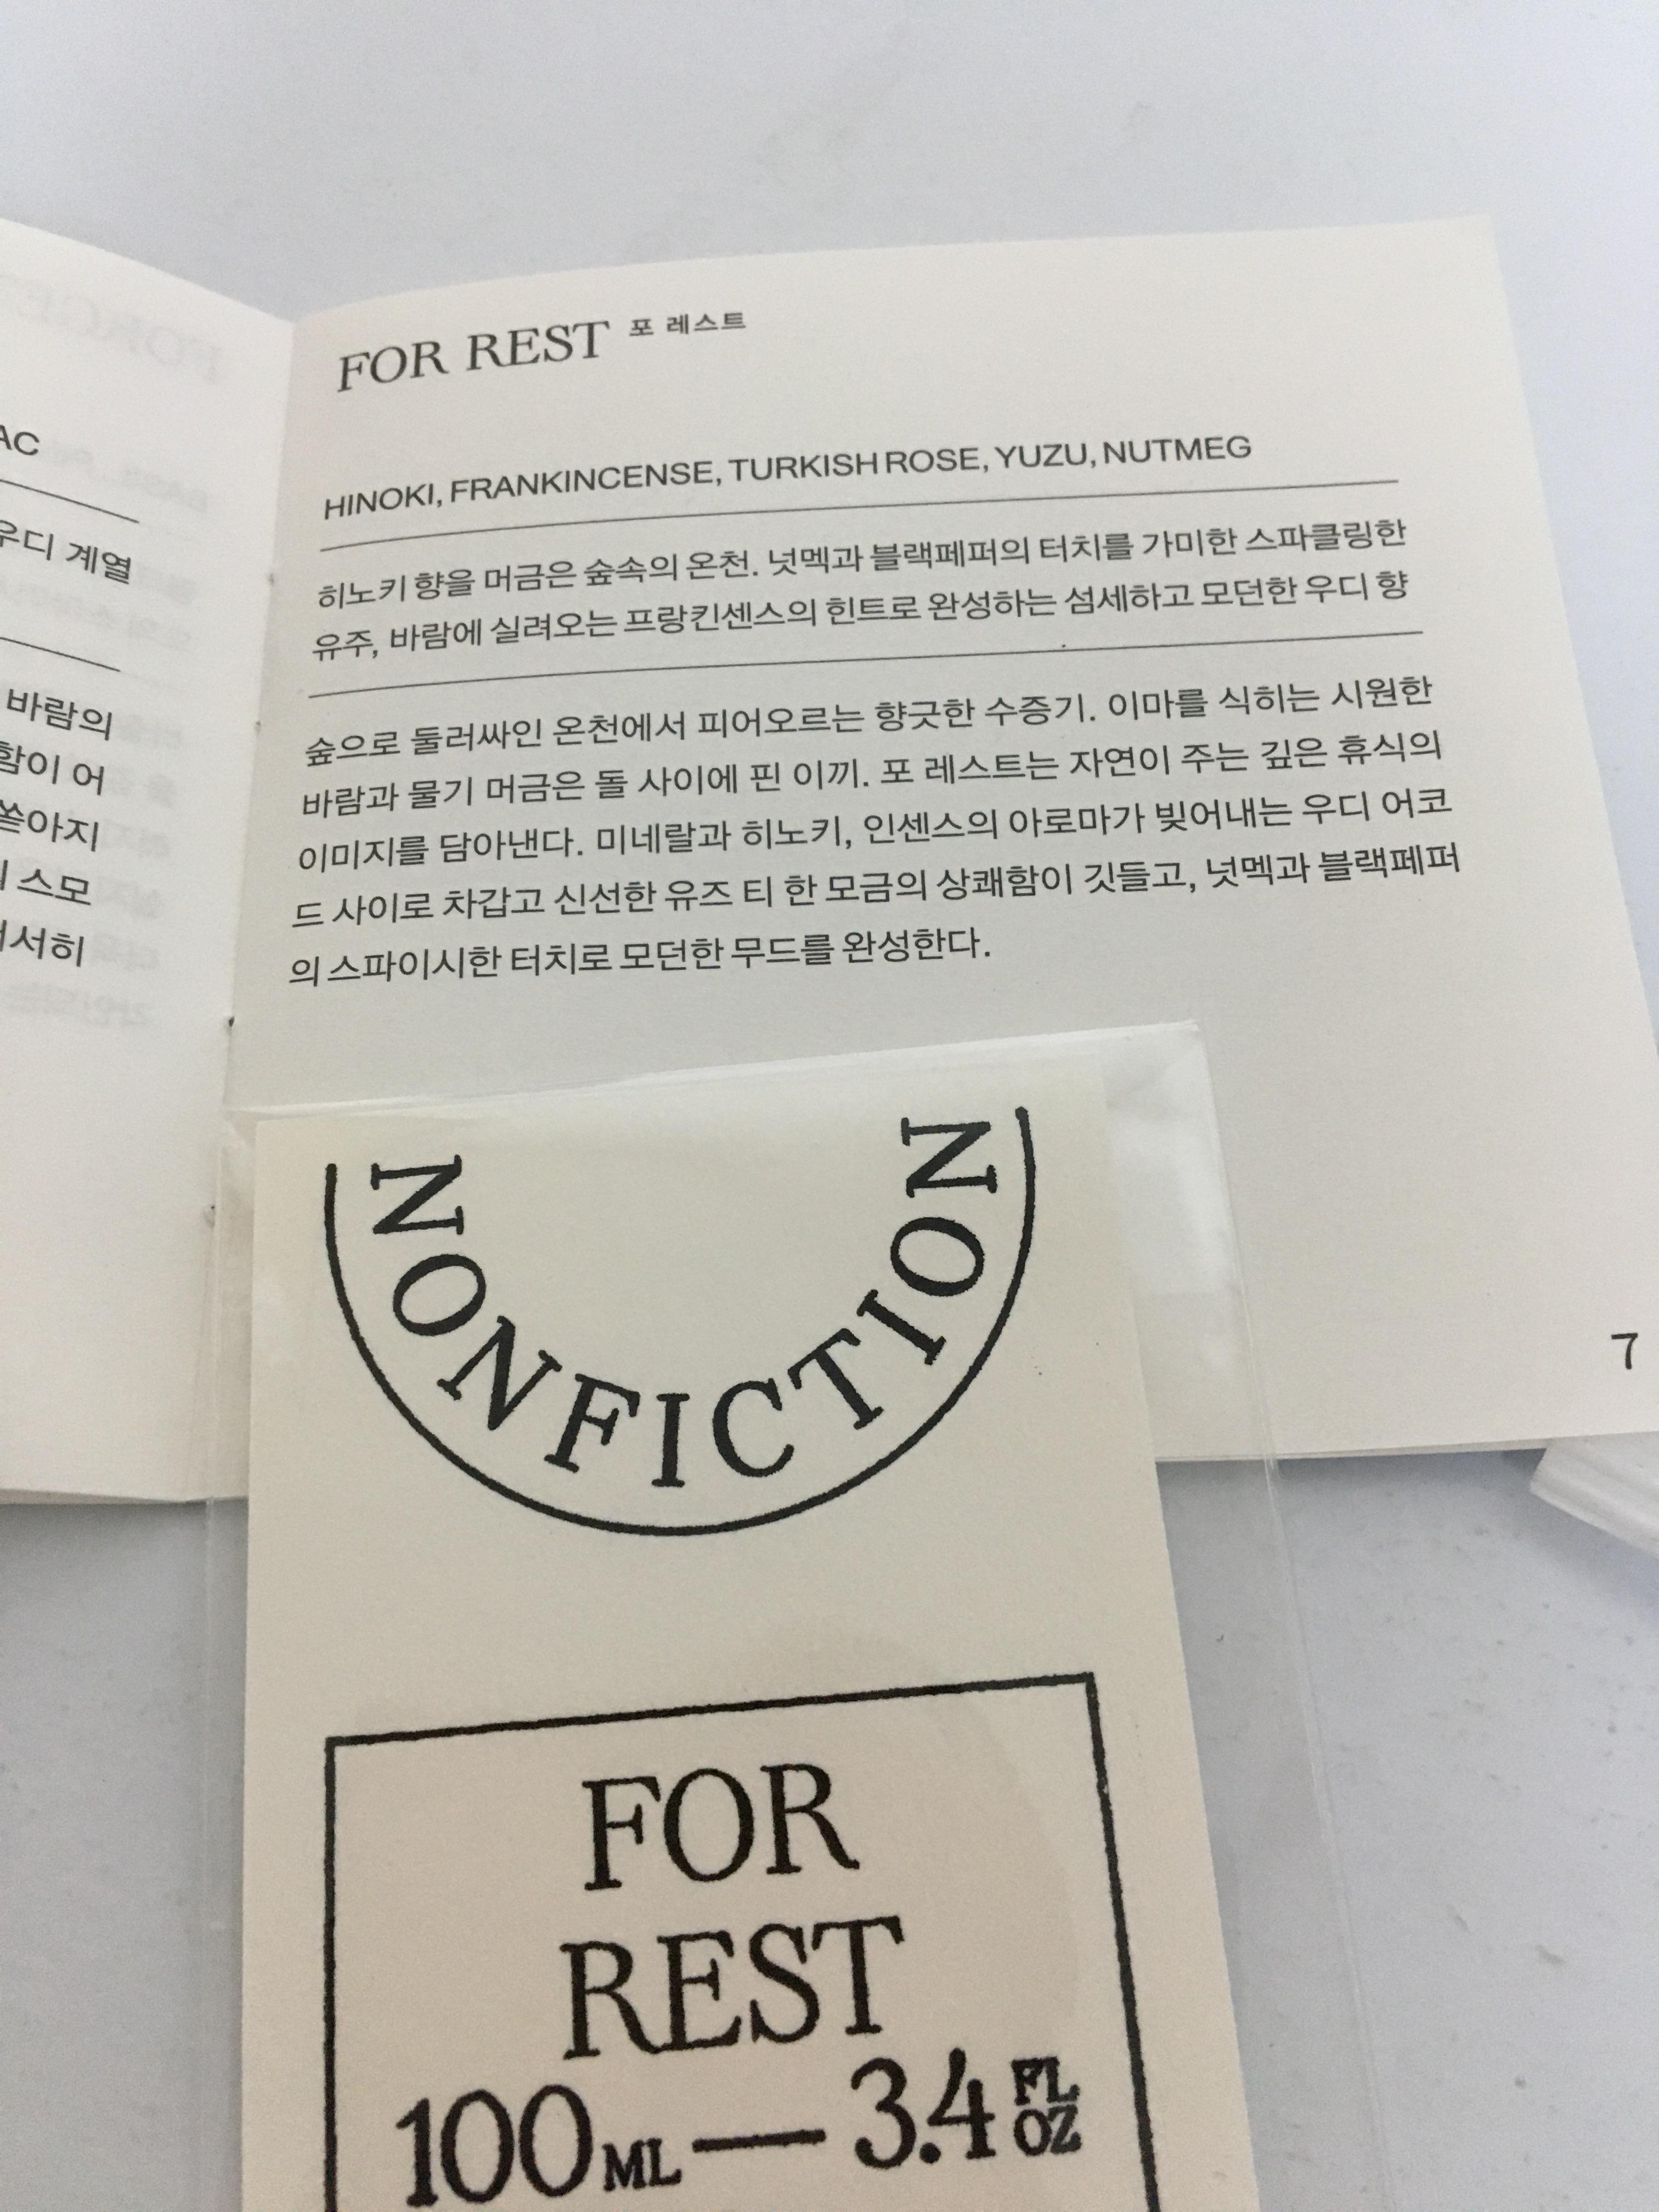 AC
우디 계열
바람의
함이 어
쏟아지
스모
서히
FOR REST 포 레스트
HINOKI, FRANKINCENSE, TURKISH ROSE, YUZU, NUTMEG
히노키 향을 머금은 숲속의 온천. 넛멕과 블랙페퍼의 터치를 가미한 스파클링한
유주, 바람에 실려오는 프랑킨센스의 힌트로 완성하는 섬세하고 모던한 우디 향
숲으로 둘러싸인 온천에서 피어오르는 향긋한 수증기. 이마를 식히는 시원한
바람과 물기 머금은 돌 사이에 핀 이끼. 포 레스트는 자연이 주는 깊은 휴식의
이미지를 담아낸다. 미네랄과 히노키, 인센스의 아로마가 빚어내는 우디 어코
드 사이로 차갑고 신선한 유즈 티 한 모금의 상쾌함이 깃들고, 넛멕과 블랙페퍼
의 스파이시한 터치로 모던한 무드를 완성한다.
7
NONFICTION
FOR
REST
100 ML — 3.4 FL OZ